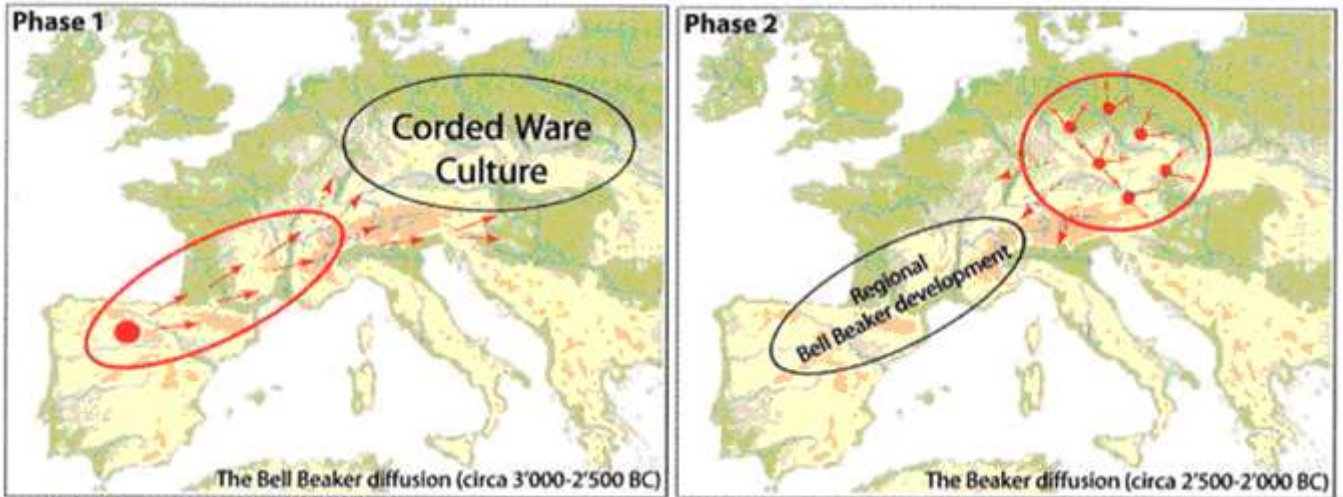 Phase 1
Corded Ware
Culture
The Bell Beaker diffusion (circa 3'000-2'500 BC)
Phase 2
Regional
Bell Beaker development
The Beaker diffusion (circa 2'500-2'000 BC)